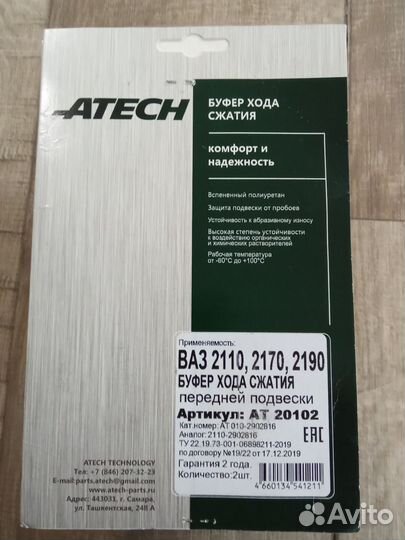 ATECH
БУФЕР ХОДА
СЖАТИЯ
комфорт и
надежность
Вспененный полиуретан
Защита подвески от пробоев
Устойчивость к абразивному износу
Высокая степень устойчивости
к воздействию органических
и химических растворителей
Рабочая температура
от -60°С до +100°С
Применяемость:
ВАЗ 2110, 2170, 2190
БУФЕР ХОДА СЖАТИЯ
передней подвески
Артикул: АТ 20102
Кат.номер: АТ 010-2902816
Аналог: 2110-2902816
ТУ 22.19.73-001-06898211-2019
по договору №19/22 от 17.12.2019
Гарантия 2 года.
Количество:2шт.
EAC
4 660134 541211
ATECH TECHNOLOGY
Тел.: +7 (846) 207-32-23
E-mail:parts.atech@mail.ru
www.atech-parts.ru
Адрес: 443031, г. Самара,
ул. Ташкентская, 248 А
Avito